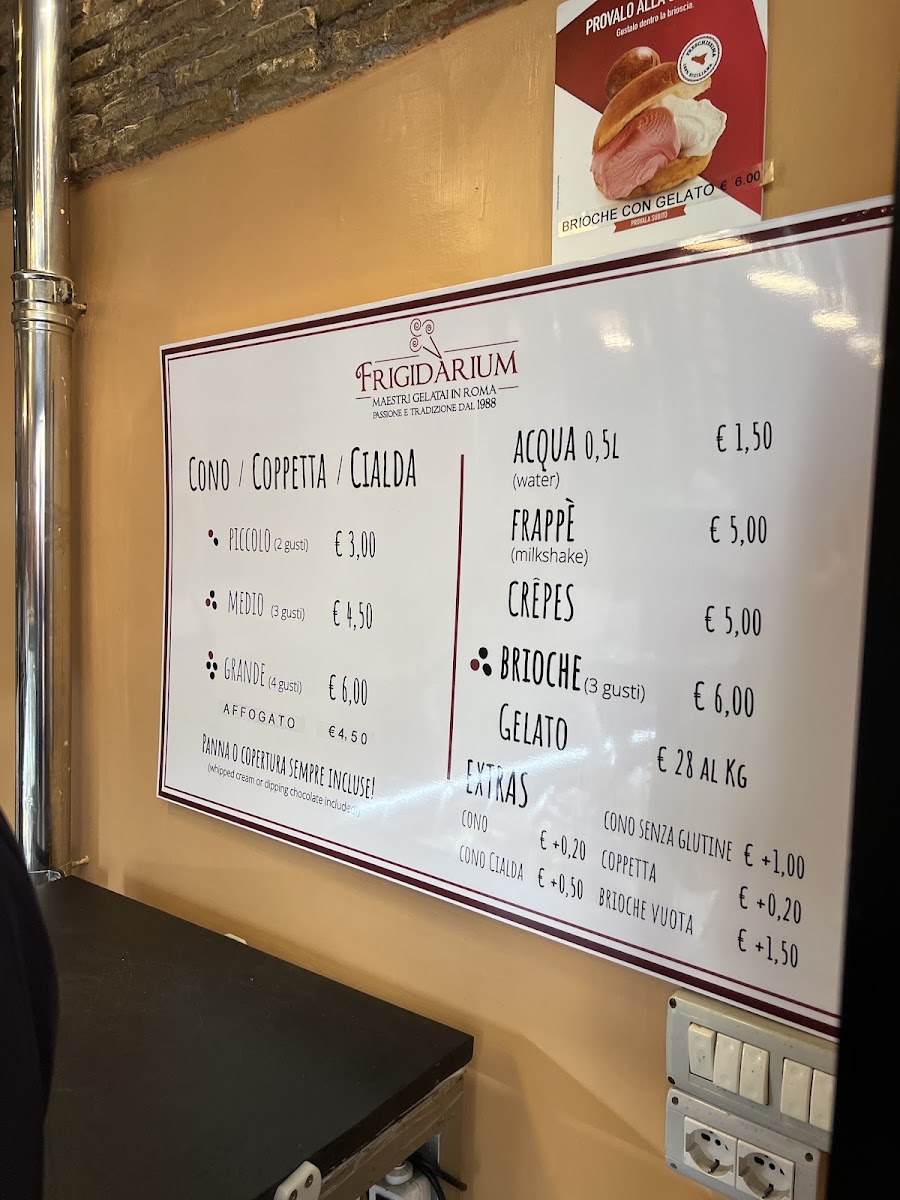 PROVALO ALLA
Gustalo dentro la brioscia.
FRESCHISSIMA
100% SICILIANA
BRIOCHE CON GELATO € 6.00
PROVALA SUBITO
FRIGIDARIUM
MAESTRI GELATAI IN ROMA
PASSIONE E TRADIZIONE DAL 1988
CONO / COPPETTA / CIALDA
PICCOLO (2 gusti) € 3,00
MEDIO (3 gusti) € 4,50
GRANDE (4 gusti) € 6,00
AFFOGATO €4,50
PANNA O COPERTURA SEMPRE INCLUSE!
(whipped cream or dipping chocolate included)
ACQUA 0,5L € 1,50
(water)
FRAPPÈ € 5,00
(milkshake)
CRÊPES € 5,00
BRIOCHE (3 gusti) € 6,00
GELATO € 28 AL KG
EXTRAS
CONO € +0,20
CONO CIALDA € +0,50
CONO SENZA GLUTINE € +1,00
COPPETTA € +0,20
BRIOCHE VUOTA € +1,50